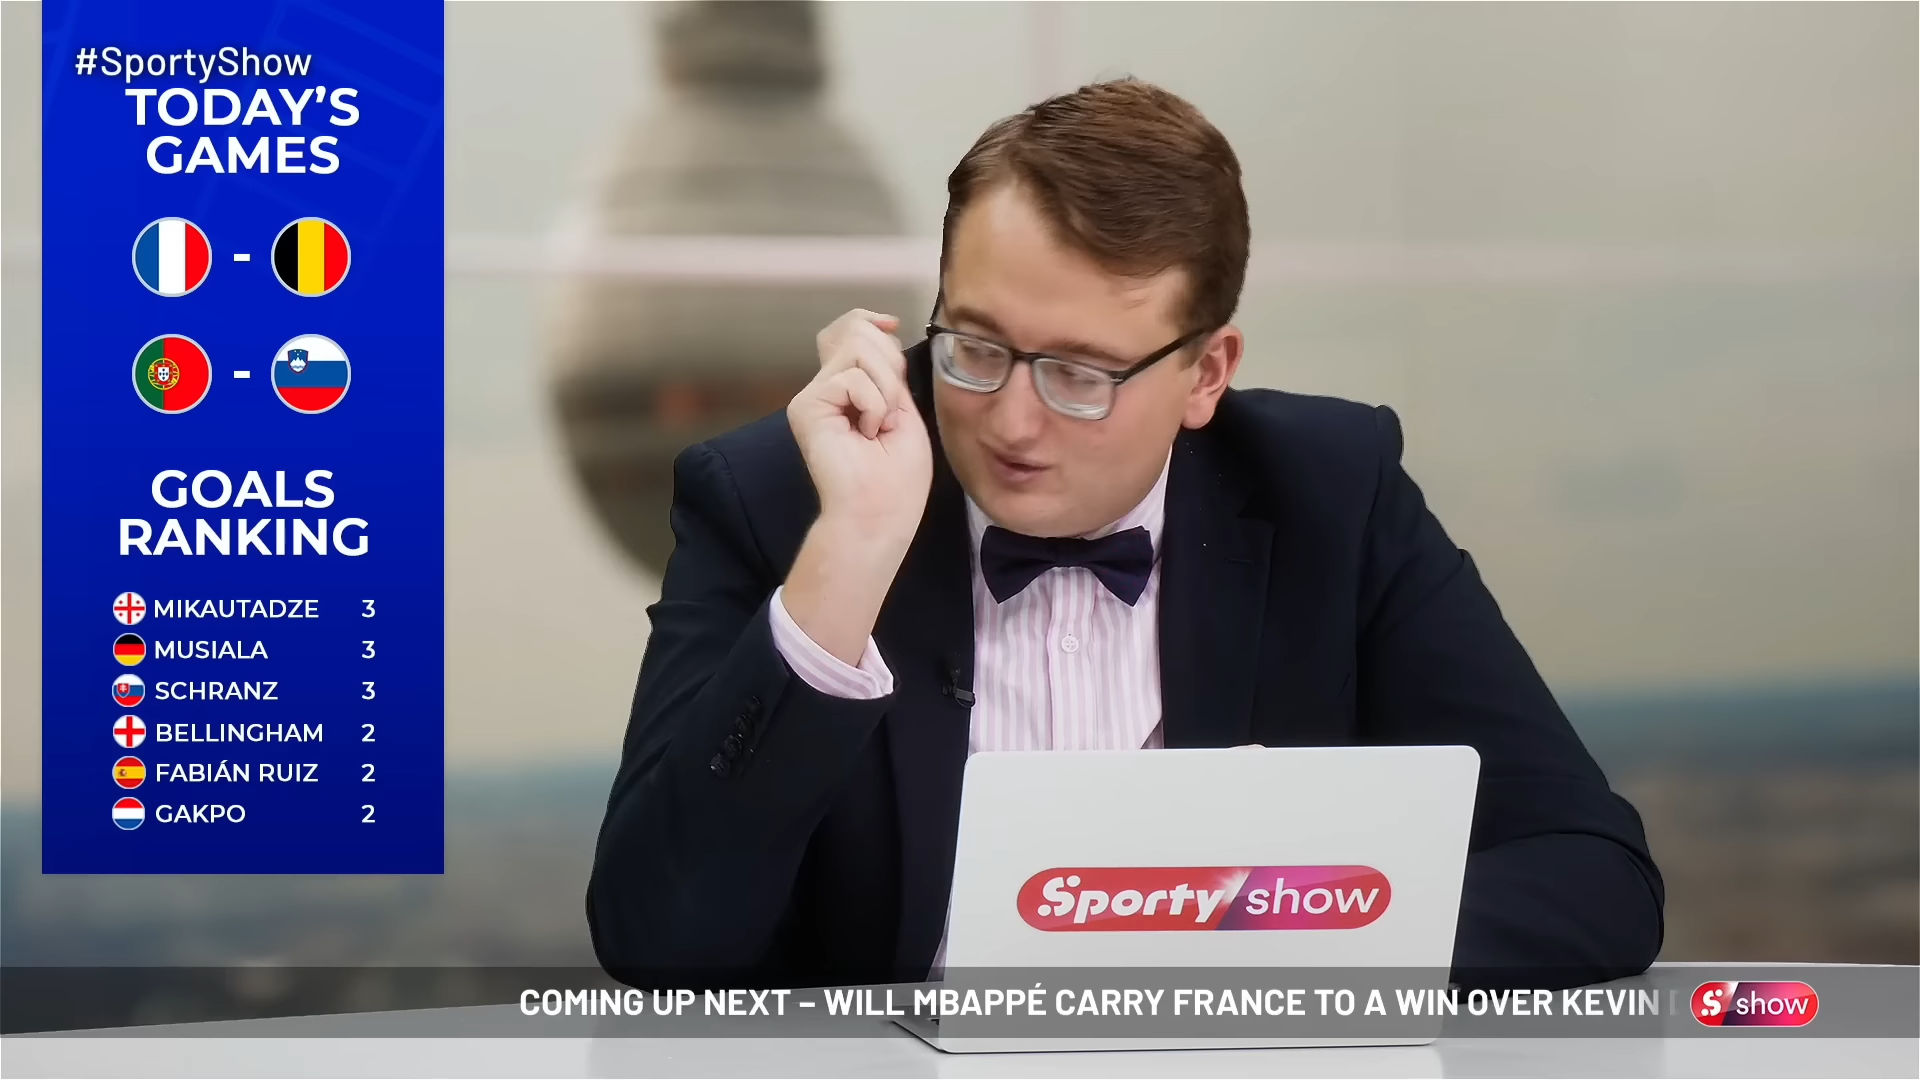 #SportyShow
TODAY'S
GAMES
-
-
GOALS
RANKING
MIKAUTADZE 3
MUSIALA 3
SCHRANZ 3
BELLINGHAM 2
FABIÁN RUIZ 2
GAKPO 2
Sporty show
COMING UP NEXT – WILL MBAPPÉ CARRY FRANCE TO A WIN OVER KEVIN
S show